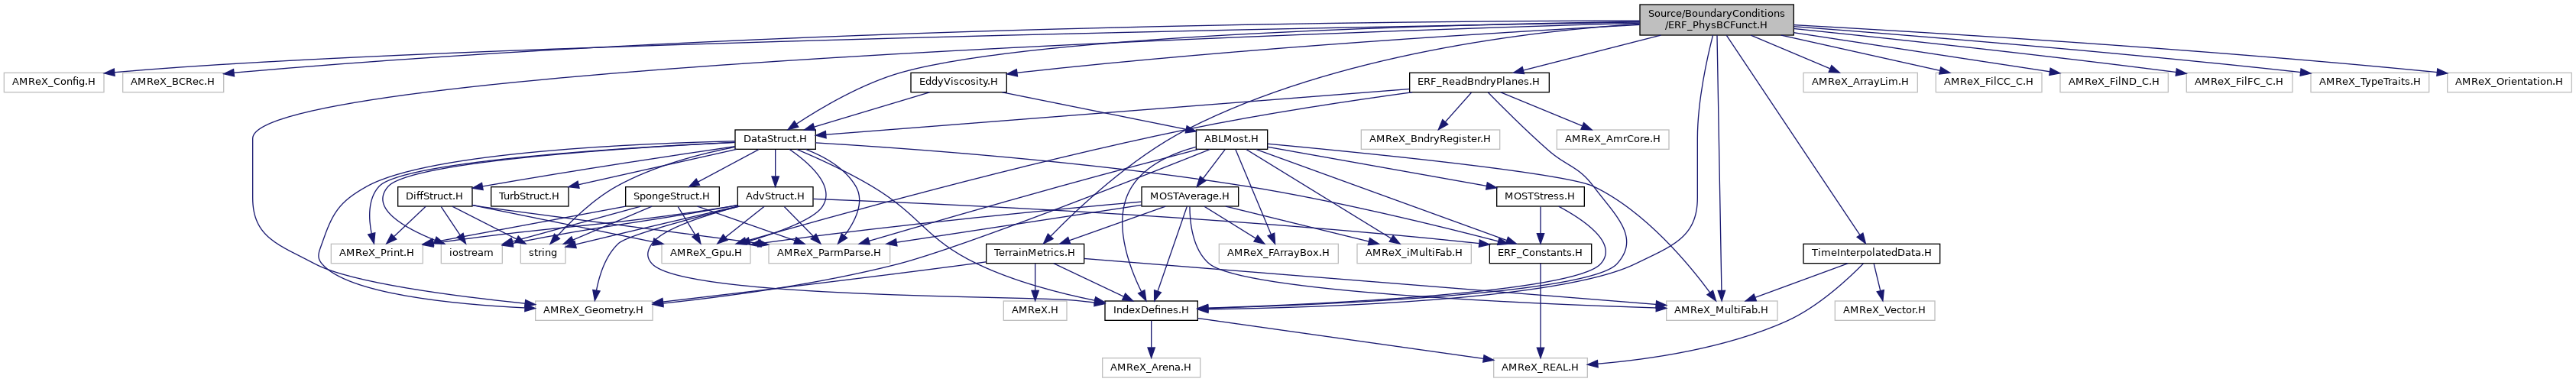 Source/BoundaryConditions
/ERF_PhysBCFunct.H
AMReX_Config.H
AMReX_BCRec.H
EddyViscosity.H
ERF_ReadBndryPlanes.H
AMReX_ArrayLim.H
AMReX_FilCC_C.H
AMReX_FilND_C.H
AMReX_FilFC_C.H
AMReX_TypeTraits.H
AMReX_Orientation.H
DataStruct.H
ABLMost.H
AMReX_BndryRegister.H
AMReX_AmrCore.H
DiffStruct.H
TurbStruct.H
SpongeStruct.H
AdvStruct.H
MOSTAverage.H
MOSTStress.H
AMReX_Print.H
iostream
string
AMReX_Gpu.H
AMReX_ParmParse.H
TerrainMetrics.H
AMReX_FArrayBox.H
AMReX_iMultiFab.H
ERF_Constants.H
TimeInterpolatedData.H
AMReX_Geometry.H
AMReX.H
IndexDefines.H
AMReX_MultiFab.H
AMReX_Vector.H
AMReX_Arena.H
AMReX_REAL.H